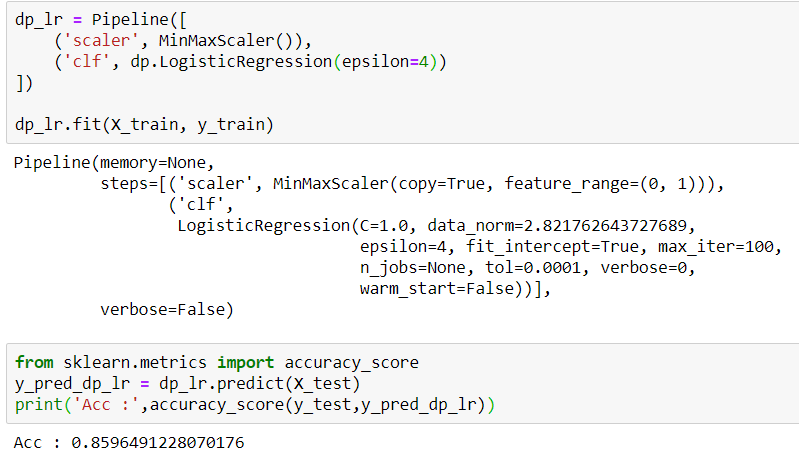 dp_lr = Pipeline([
    ('scaler', MinMaxScaler()),
    ('clf', dp.LogisticRegression(epsilon=4))
])
dp_lr.fit(X_train, y_train)
Pipeline(memory=None,
         steps=[('scaler', MinMaxScaler(copy=True, feature_range=(0, 1))),
                ('clf',
                 LogisticRegression(C=1.0, data_norm=2.821762643727689,
                                    epsilon=4, fit_intercept=True, max_iter=100,
                                    n_jobs=None, tol=0.0001, verbose=0,
                                    warm_start=False))],
         verbose=False)
from sklearn.metrics import accuracy_score
y_pred_dp_lr = dp_lr.predict(X_test)
print('Acc :',accuracy_score(y_test,y_pred_dp_lr))
Acc : 0.8596491228070176